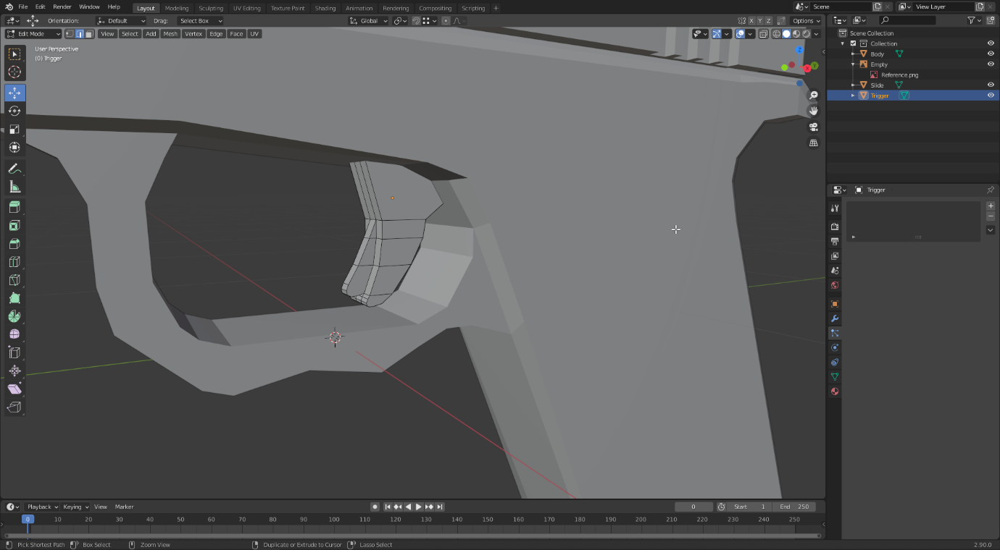 File Edit Render Window Help Layout Modeling Sculpting UV Editing Texture Paint Shading Animation Rendering Compositing Scripting + Scene View Layer
Orientation: Default Drag: Select Box Global X Y Z Options
Edit Mode View Select Add Mesh Vertex Edge Face UV
User Perspective
(0) Trigger
Z
X
Y
Scene Collection
Collection
Body
Empty
Reference.png
Slide
Trigger
Trigger
Playback Keying View Marker 0 Start 1 End 250
0 10 20 30 40 50 60 70 80 90 100 110 120 130 140 150 160 170 180 190 200 210 220 230 240 250
Pick Shortest Path Box Select Zoom View Duplicate or Extrude to Cursor Lasso Select 2.90.0